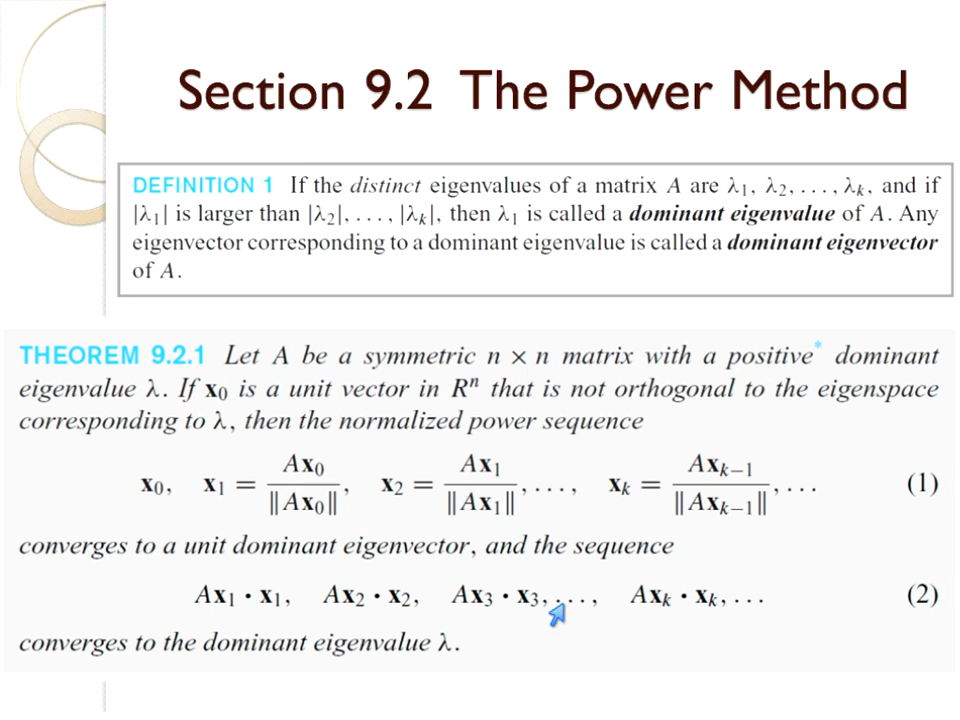 Section 9.2 The Power Method
DEFINITION 1 If the distinct eigenvalues of a matrix A are λ₁, λ₂, . . . , λₖ, and if
|λ₁| is larger than |λ₂|, . . . , |λₖ|, then λ₁ is called a dominant eigenvalue of A. Any
eigenvector corresponding to a dominant eigenvalue is called a dominant eigenvector
of A.
THEOREM 9.2.1 Let A be a symmetric n × n matrix with a positive* dominant
eigenvalue λ. If x₀ is a unit vector in Rⁿ that is not orthogonal to the eigenspace
corresponding to λ, then the normalized power sequence
x₀, x₁ = Ax₀ / ‖Ax₀‖, x₂ = Ax₁ / ‖Ax₁‖, . . . , xₖ = Axₖ₋₁ / ‖Axₖ₋₁‖, . . . (1)
converges to a unit dominant eigenvector, and the sequence
Ax₁ • x₁, Ax₂ • x₂, Ax₃ • x₃, . . . , Axₖ • xₖ, . . . (2)
converges to the dominant eigenvalue λ.